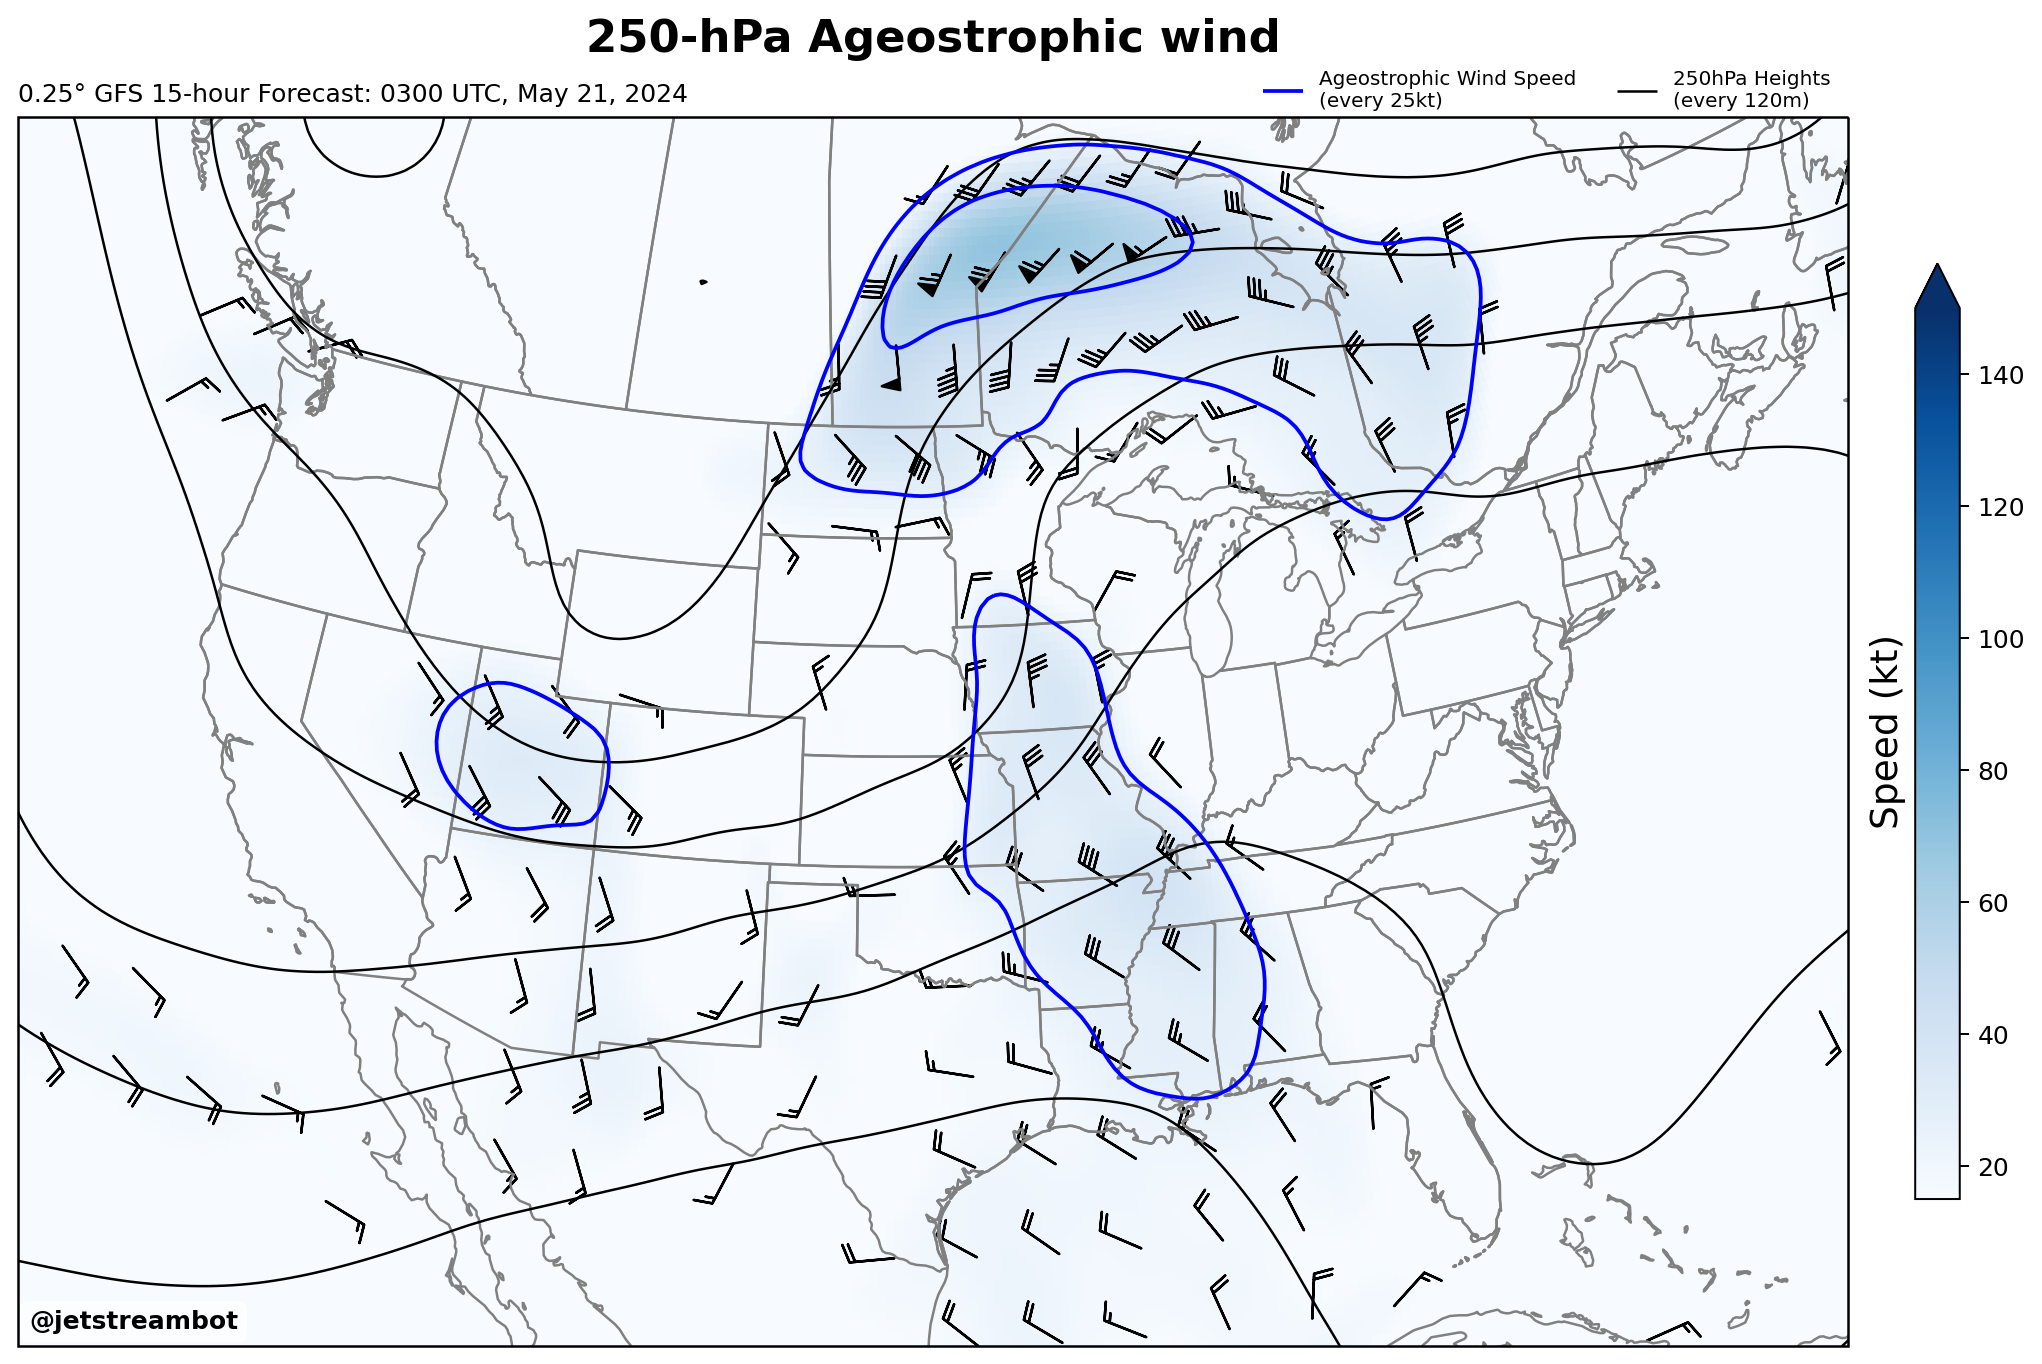 250-hPa Ageostrophic wind
0.25° GFS 15-hour Forecast: 0300 UTC, May 21, 2024
Ageostrophic Wind Speed
(every 25kt)
250hPa Heights
(every 120m)
140
120
100
80
60
40
20
Speed (kt)
@jetstreambot